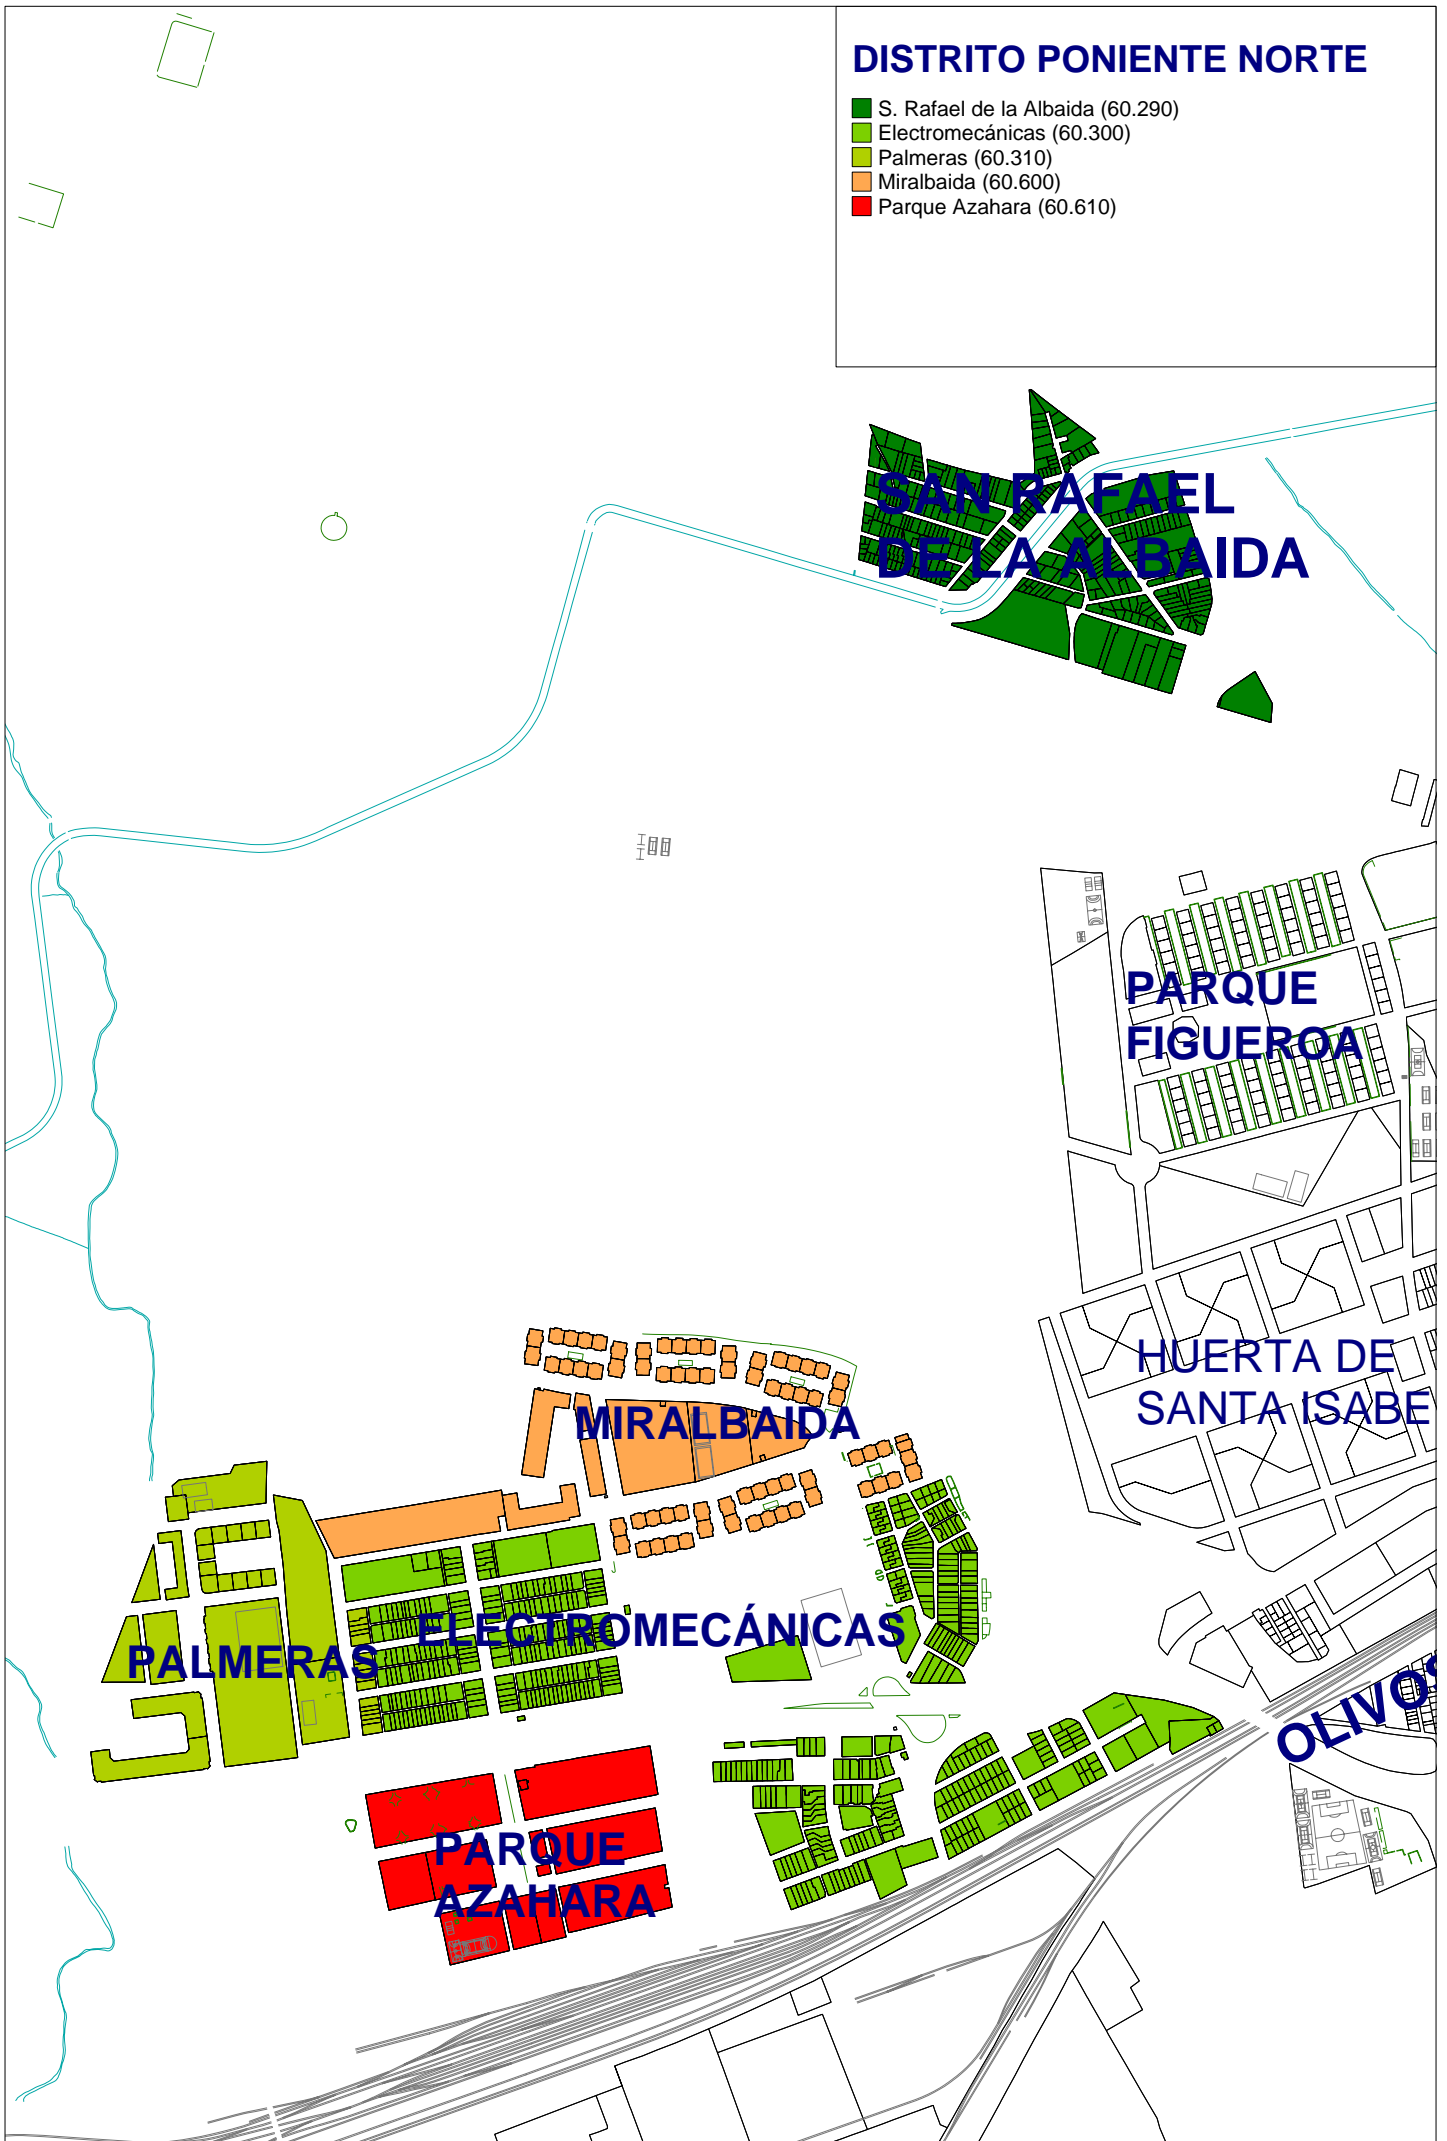 DISTRITO PONIENTE NORTE
S. Rafael de la Albaida (60.290)
Electromecánicas (60.300)
Palmeras (60.310)
Miralbaida (60.600)
Parque Azahara (60.610)
SAN RAFAEL
DE LA ALBAIDA
PARQUE
FIGUEROA
HUERTA DE
SANTA ISABE
MIRALBAIDA
ELECTROMECÁNICAS
PALMERAS
OLIVOS
PARQUE
AZAHARA